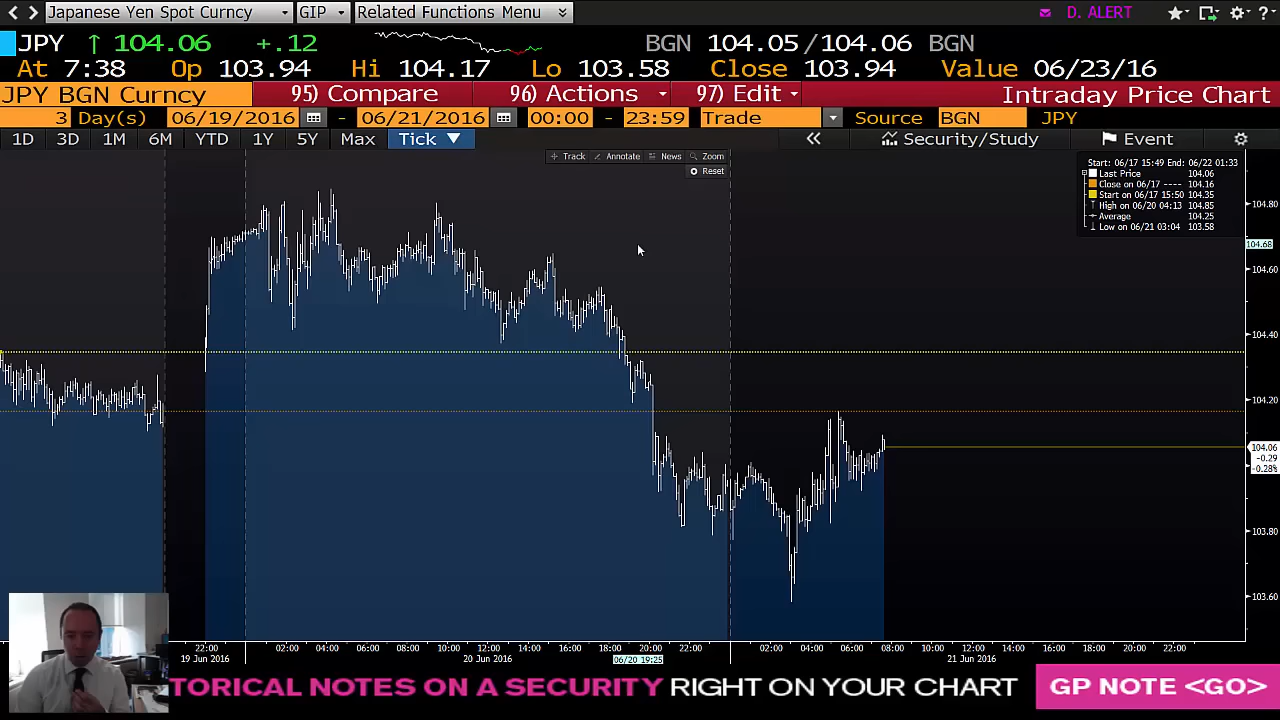 Japanese Yen Spot Curncy GIP Related Functions Menu D. ALERT ?
JPY ↑ 104.06 +.12 BGN 104.05/104.06 BGN
At 7:38 Op 103.94 Hi 104.17 Lo 103.58 Close 103.94 Value 06/23/16
JPY BGN Curncy 95) Compare 96) Actions 97) Edit Intraday Price Chart
3 Day(s) 06/19/2016 - 06/21/2016 00:00 - 23:59 Trade Source BGN JPY
1D 3D 1M 6M YTD 1Y 5Y Max Tick ▼ « Security/Study Event
Track Annotate News Zoom
Reset
Start: 06/17 15:49 End: 06/22 01:33
Last Price 104.06
Close on 06/17 ---- 104.16
Start on 06/17 15:50 104.35
High on 06/20 04:13 104.85
Average 104.25
Low on 06/21 03:04 103.58
104.80
104.68
104.60
104.40
104.20
104.06
-0.29
-0.28%
103.80
103.60
22:00 02:00 04:00 06:00 08:00 10:00 12:00 14:00 16:00 18:00 20:00 22:00 02:00 04:00 06:00 08:00 10:00 12:00 14:00 16:00 18:00 20:00 22:00
19 Jun 2016 20 Jun 2016 06/20 19:25 21 Jun 2016
TORICAL NOTES ON A SECURITY RIGHT ON YOUR CHART GP NOTE <GO>